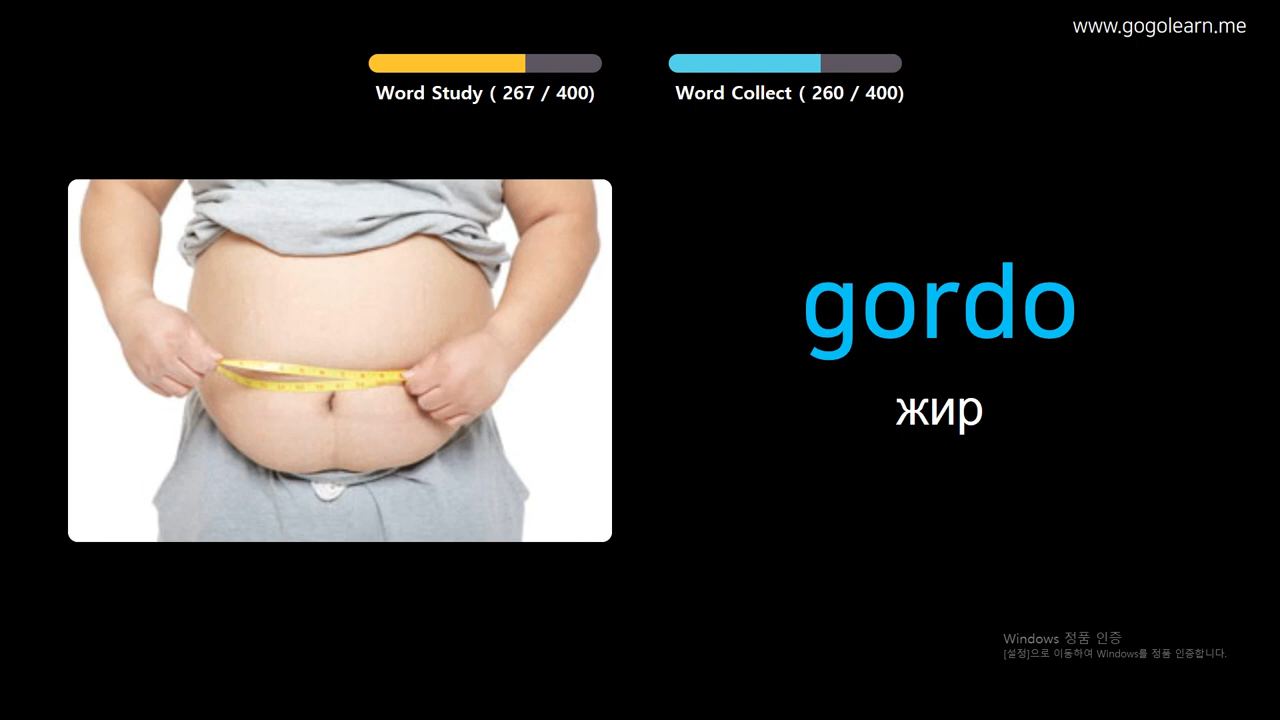 www.gogolearn.me
Word Study ( 267 / 400)
Word Collect ( 260 / 400)
gordo
жир
Windows 정품 인증
[설정]으로 이동하여 Windows를 정품 인증합니다.